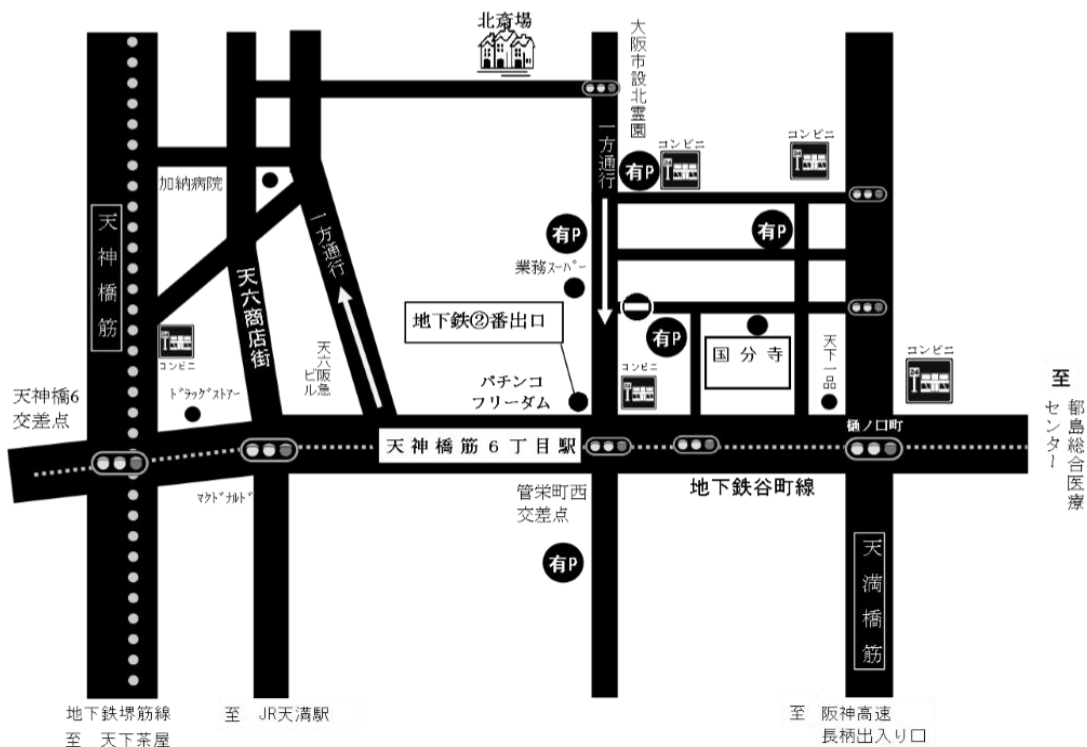 北斎場
大阪市設北霊園
コンビニ
コンビニ
有P
一方通行
加納病院
天神橋筋
一方通行
有P
有P
業務スーパー
天六商店街
地下鉄②番出口
有P
国分寺
天下一品
コンビニ
天六阪急
ビル
コンビニ
コンビニ
パチンコ
フリーダム
ドラッグストアー
天神橋6
交差点
至
都島総合医療
センター
樋ノ口町
天神橋筋6丁目駅
マクドナルド
管栄町西
交差点
地下鉄谷町線
有P
天満橋筋
地下鉄堺筋線
至 天下茶屋
至 JR天満駅
至 阪神高速
長柄出入り口